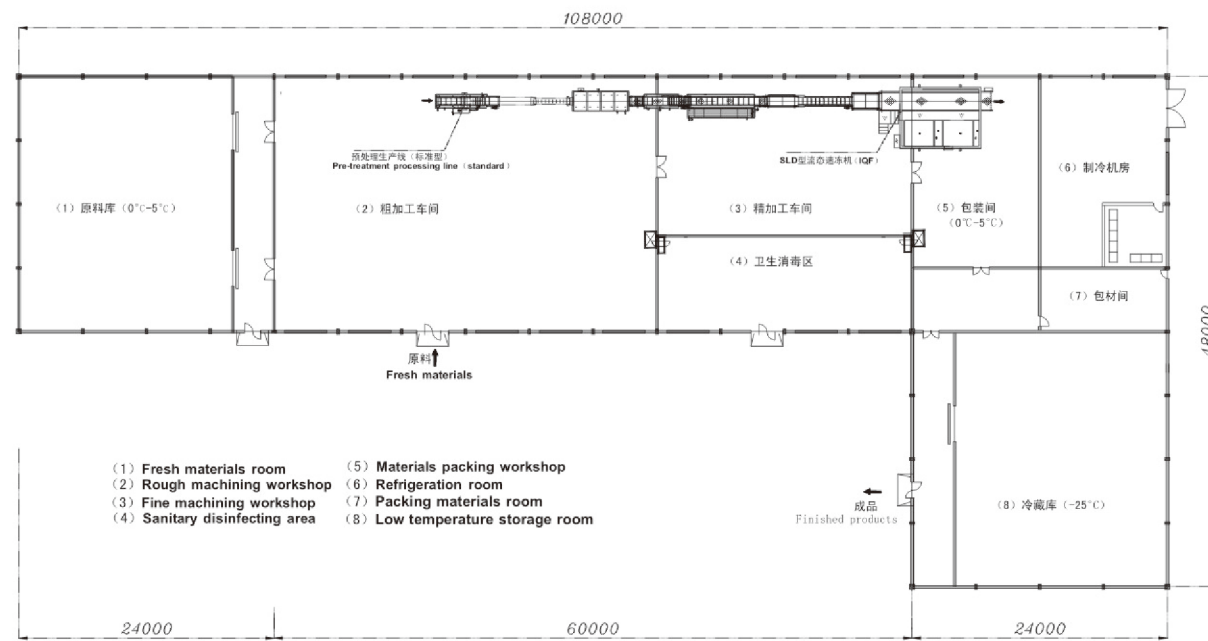 108000
预处理生产线（标准型）
Pre-treatment processing line（standard）
SLD型流态速冻机（IQF）
（6）制冷机房
（1）原料库（0℃-5℃）
（2）粗加工车间
（3）精加工车间
（5）包装间
（0℃-5℃）
（4）卫生消毒区
（7）包材间
48000
原料
Fresh materials
（1）Fresh materials room
（2）Rough machining workshop
（3）Fine machining workshop
（4）Sanitary disinfecting area
（5）Materials packing workshop
（6）Refrigeration room
（7）Packing materials room
（8）Low temperature storage room
成品
Finished products
（8）冷藏库（-25℃）
24000
60000
24000